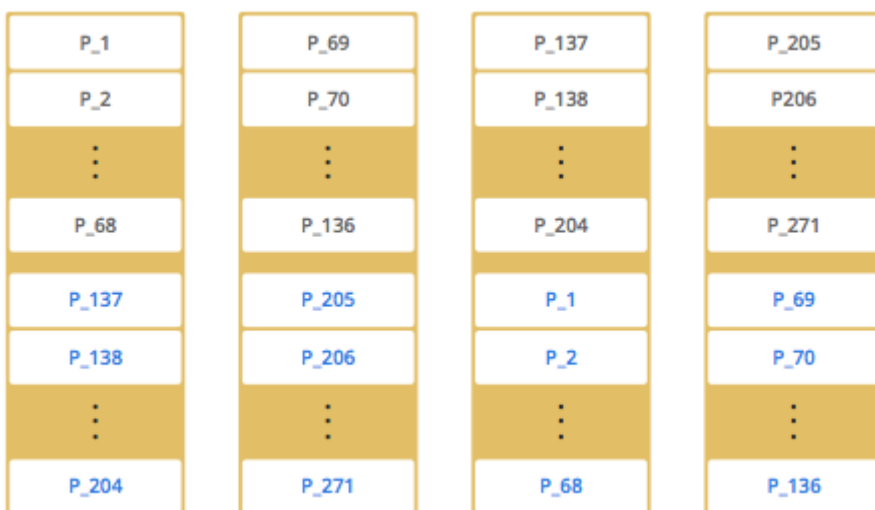 P_1 P_69 P_137 P_205
P_2 P_70 P_138 P206
⋮ ⋮ ⋮ ⋮
P_68 P_136 P_204 P_271
P_137 P_205 P_1 P_69
P_138 P_206 P_2 P_70
⋮ ⋮ ⋮ ⋮
P_204 P_271 P_68 P_136